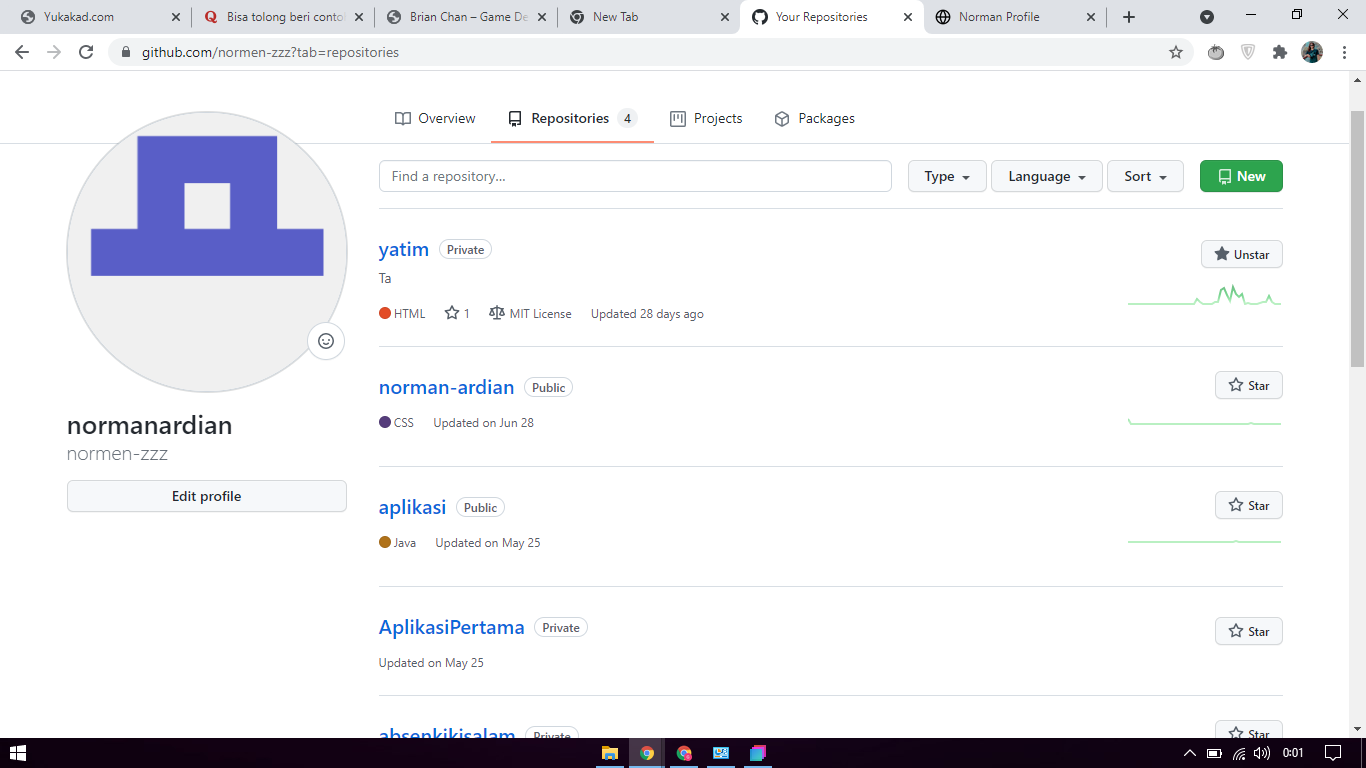 Yukakad.com
Bisa tolong beri conto
Brian Chan – Game De
New Tab
Your Repositories
Norman Profile
github.com/normen-zzz?tab=repositories
Overview
Repositories 4
Projects
Packages
Find a repository...
Type
Language
Sort
New
yatim Private
Unstar
Ta
HTML 1 MIT License Updated 28 days ago
norman-ardian Public
Star
CSS Updated on Jun 28
normanardian
normen-zzz
Edit profile
aplikasi Public
Star
Java Updated on May 25
AplikasiPertama Private
Star
Updated on May 25
absenkikisalam Private
Star
0:01